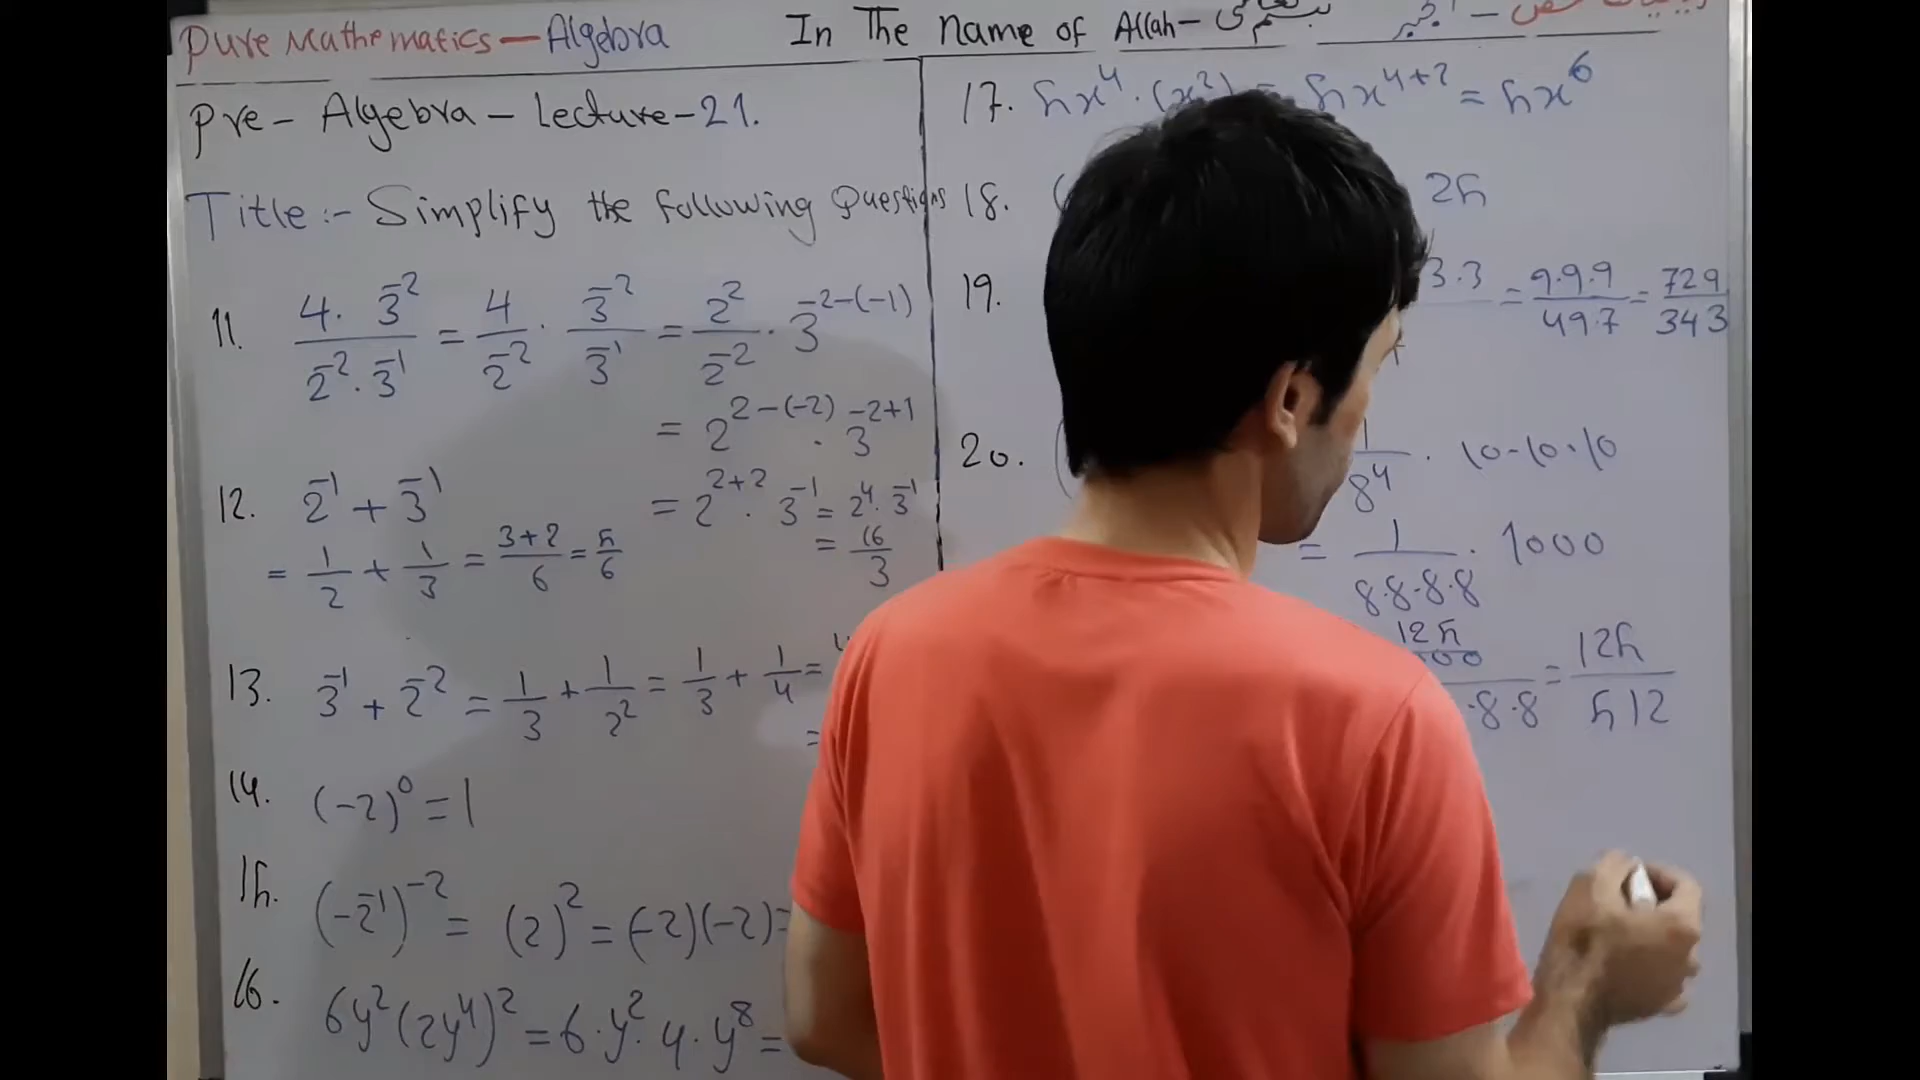 Pure Mathematics — Algebra
In The Name of Allah —
Pre - Algebra - Lecture - 21.
Title :- Simplify the following Questions
11. 4 · 3⁻² / 2⁻² · 3⁻¹ = 4 / 2⁻² · 3⁻² / 3⁻¹ = 2² / 2⁻² · 3⁻²⁻⁽⁻¹⁾
= 2²⁻⁽⁻²⁾ · 3⁻²⁺¹
= 2²⁺² · 3⁻¹ = 2⁴ · 3⁻¹
= 16/3
12. 2⁻¹ + 3⁻¹
= 1/2 + 1/3 = 3+2/6 = 5/6
13. 3⁻¹ + 2⁻² = 1/3 + 1/2² = 1/3 + 1/4 =
=
14. (-2)⁰ = 1
15. (-2⁻¹)⁻² = (2)² = (-2)(-2) =
16. 6y²(2y⁴)² = 6 · y² · 4 · y⁸ =
17. 5x⁴ · (x²) = 5x⁴⁺² = 5x⁶
18. ( 25
19. 3·3 = 9·9·9 / 49·7 = 729 / 343
20. ( 1/8⁴ · 10·10·10
= 1 / 8·8·8·8 · 1000
125
·8·8 = 125 / 512